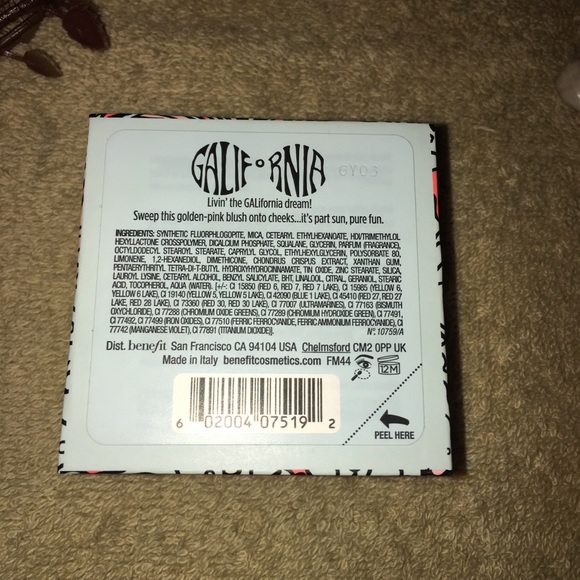 GALIFORNIA
6Y03
Livin' the GALifornia dream!
Sweep this golden-pink blush onto cheeks...it's part sun, pure fun.
INGREDIENTS: SYNTHETIC FLUORPHLOGOPITE, MICA, CETEARYL ETHYLHEXANOATE, HDI/TRIMETHYLOL
HEXYLLACTONE CROSSPOLYMER, DICALCIUM PHOSPHATE, SQUALANE, GLYCERIN, PARFUM (FRAGRANCE),
OCTYLDODECYL STEAROYL STEARATE, CAPRYLYL GLYCOL, ETHYLHEXYLGLYCERIN, POLYSORBATE 80,
LIMONENE, 1,2-HEXANEDIOL, DIMETHICONE, CHONDRUS CRISPUS EXTRACT, XANTHAN GUM,
PENTAERYTHRITYL TETRA-DI-T-BUTYL HYDROXYHYDROCINNAMATE, TIN OXIDE, ZINC STEARATE, SILICA,
LAUROYL LYSINE, CETEARYL ALCOHOL, BENZYL SALICYLATE, BHT, LINALOOL, CITRAL, GERANIOL, STEARIC
ACID, TOCOPHEROL, AQUA (WATER). [+/-: CI 15850 (RED 6, RED 7, RED 7 LAKE), CI 15985 (YELLOW 6,
YELLOW 6 LAKE), CI 19140 (YELLOW 5, YELLOW 5 LAKE), CI 42090 (BLUE 1 LAKE), CI 45410 (RED 27, RED 27
LAKE, RED 28 LAKE), CI 73360 (RED 30, RED 30 LAKE), CI 77007 (ULTRAMARINES), CI 77163 (BISMUTH
OXYCHLORIDE), CI 77288 (CHROMIUM OXIDE GREENS), CI 77289 (CHROMIUM HYDROXIDE GREEN), CI 77491,
CI 77492, CI 77499 (IRON OXIDES), CI 77510 (FERRIC FERROCYANIDE, FERRIC AMMONIUM FERROCYANIDE), CI
77742 (MANGANESE VIOLET), CI 77891 (TITANIUM DIOXIDE)].
N°. 10759/A
Dist. benefit San Francisco CA 94104 USA Chelmsford CM2 0PP UK
Made in Italy benefitcosmetics.com FM44
12M
6 02004 07519 2
PEEL HERE